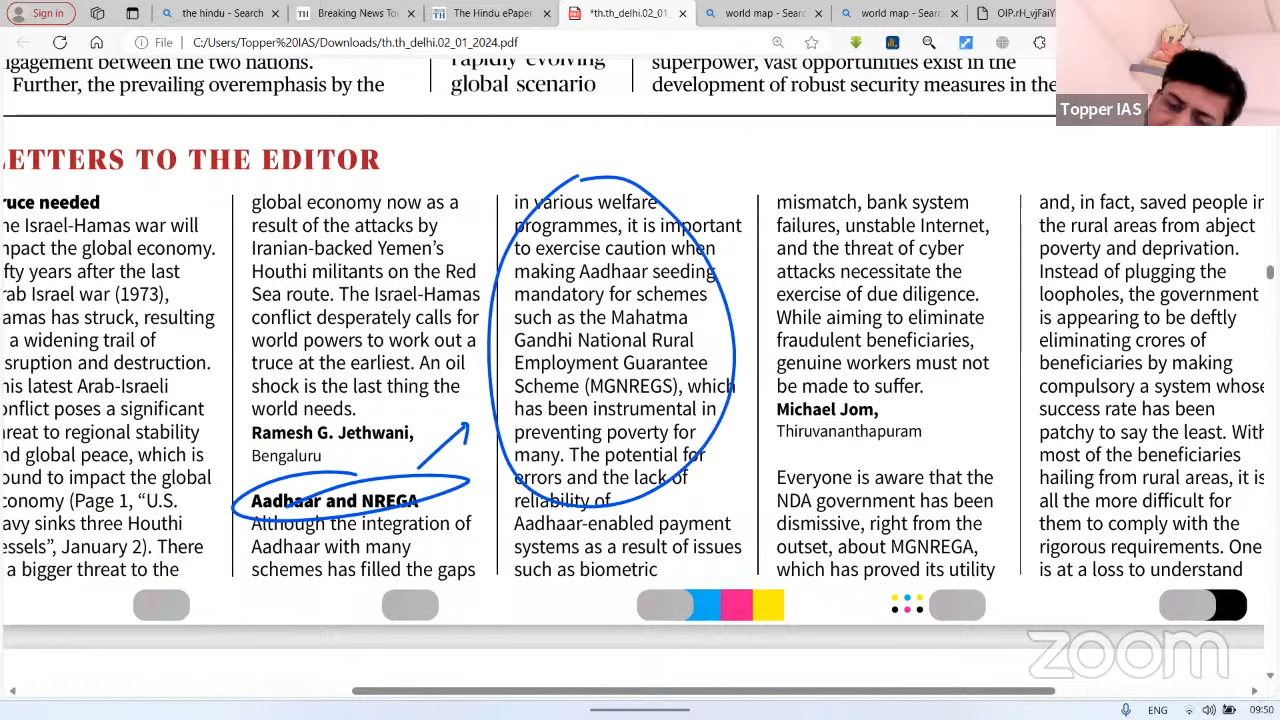 Sign in
the hindu - Search
Breaking News To
The Hindu ePaper
*th.th_delhi.02_01_
world map - Sear
world map - Sear
OIP.rH_vjFaiY
File
C:/Users/Topper%20IAS/Downloads/th.th_delhi.02_01_2024.pdf
Topper IAS
ngagement between the two nations.
Further, the prevailing overemphasis by the
rapidly evolving
global scenario
superpower, vast opportunities exist in the
development of robust security measures in the
ETTERS TO THE EDITOR
ruce needed
he Israel-Hamas war will
mpact the global economy.
fty years after the last
rab Israel war (1973),
amas has struck, resulting
a widening trail of
sruption and destruction.
his latest Arab-Israeli
onflict poses a significant
reat to regional stability
nd global peace, which is
ound to impact the global
conomy (Page 1, “U.S.
avy sinks three Houthi
essels”, January 2). There
a bigger threat to the
global economy now as a
result of the attacks by
Iranian-backed Yemen’s
Houthi militants on the Red
Sea route. The Israel-Hamas
conflict desperately calls for
world powers to work out a
truce at the earliest. An oil
shock is the last thing the
world needs.
Ramesh G. Jethwani,
Bengaluru
Aadhaar and NREGA
Although the integration of
Aadhaar with many
schemes has filled the gaps
in various welfare
programmes, it is important
to exercise caution when
making Aadhaar seeding
mandatory for schemes
such as the Mahatma
Gandhi National Rural
Employment Guarantee
Scheme (MGNREGS), which
has been instrumental in
preventing poverty for
many. The potential for
errors and the lack of
reliability of
Aadhaar-enabled payment
systems as a result of issues
such as biometric
mismatch, bank system
failures, unstable Internet,
and the threat of cyber
attacks necessitate the
exercise of due diligence.
While aiming to eliminate
fraudulent beneficiaries,
genuine workers must not
be made to suffer.
Michael Jom,
Thiruvananthapuram
Everyone is aware that the
NDA government has been
dismissive, right from the
outset, about MGNREGA,
which has proved its utility
and, in fact, saved people in
the rural areas from abject
poverty and deprivation.
Instead of plugging the
loopholes, the government
is appearing to be deftly
eliminating crores of
beneficiaries by making
compulsory a system whose
success rate has been
patchy to say the least. With
most of the beneficiaries
hailing from rural areas, it is
all the more difficult for
them to comply with the
rigorous requirements. One
is at a loss to understand
zoom
ENG
09:50